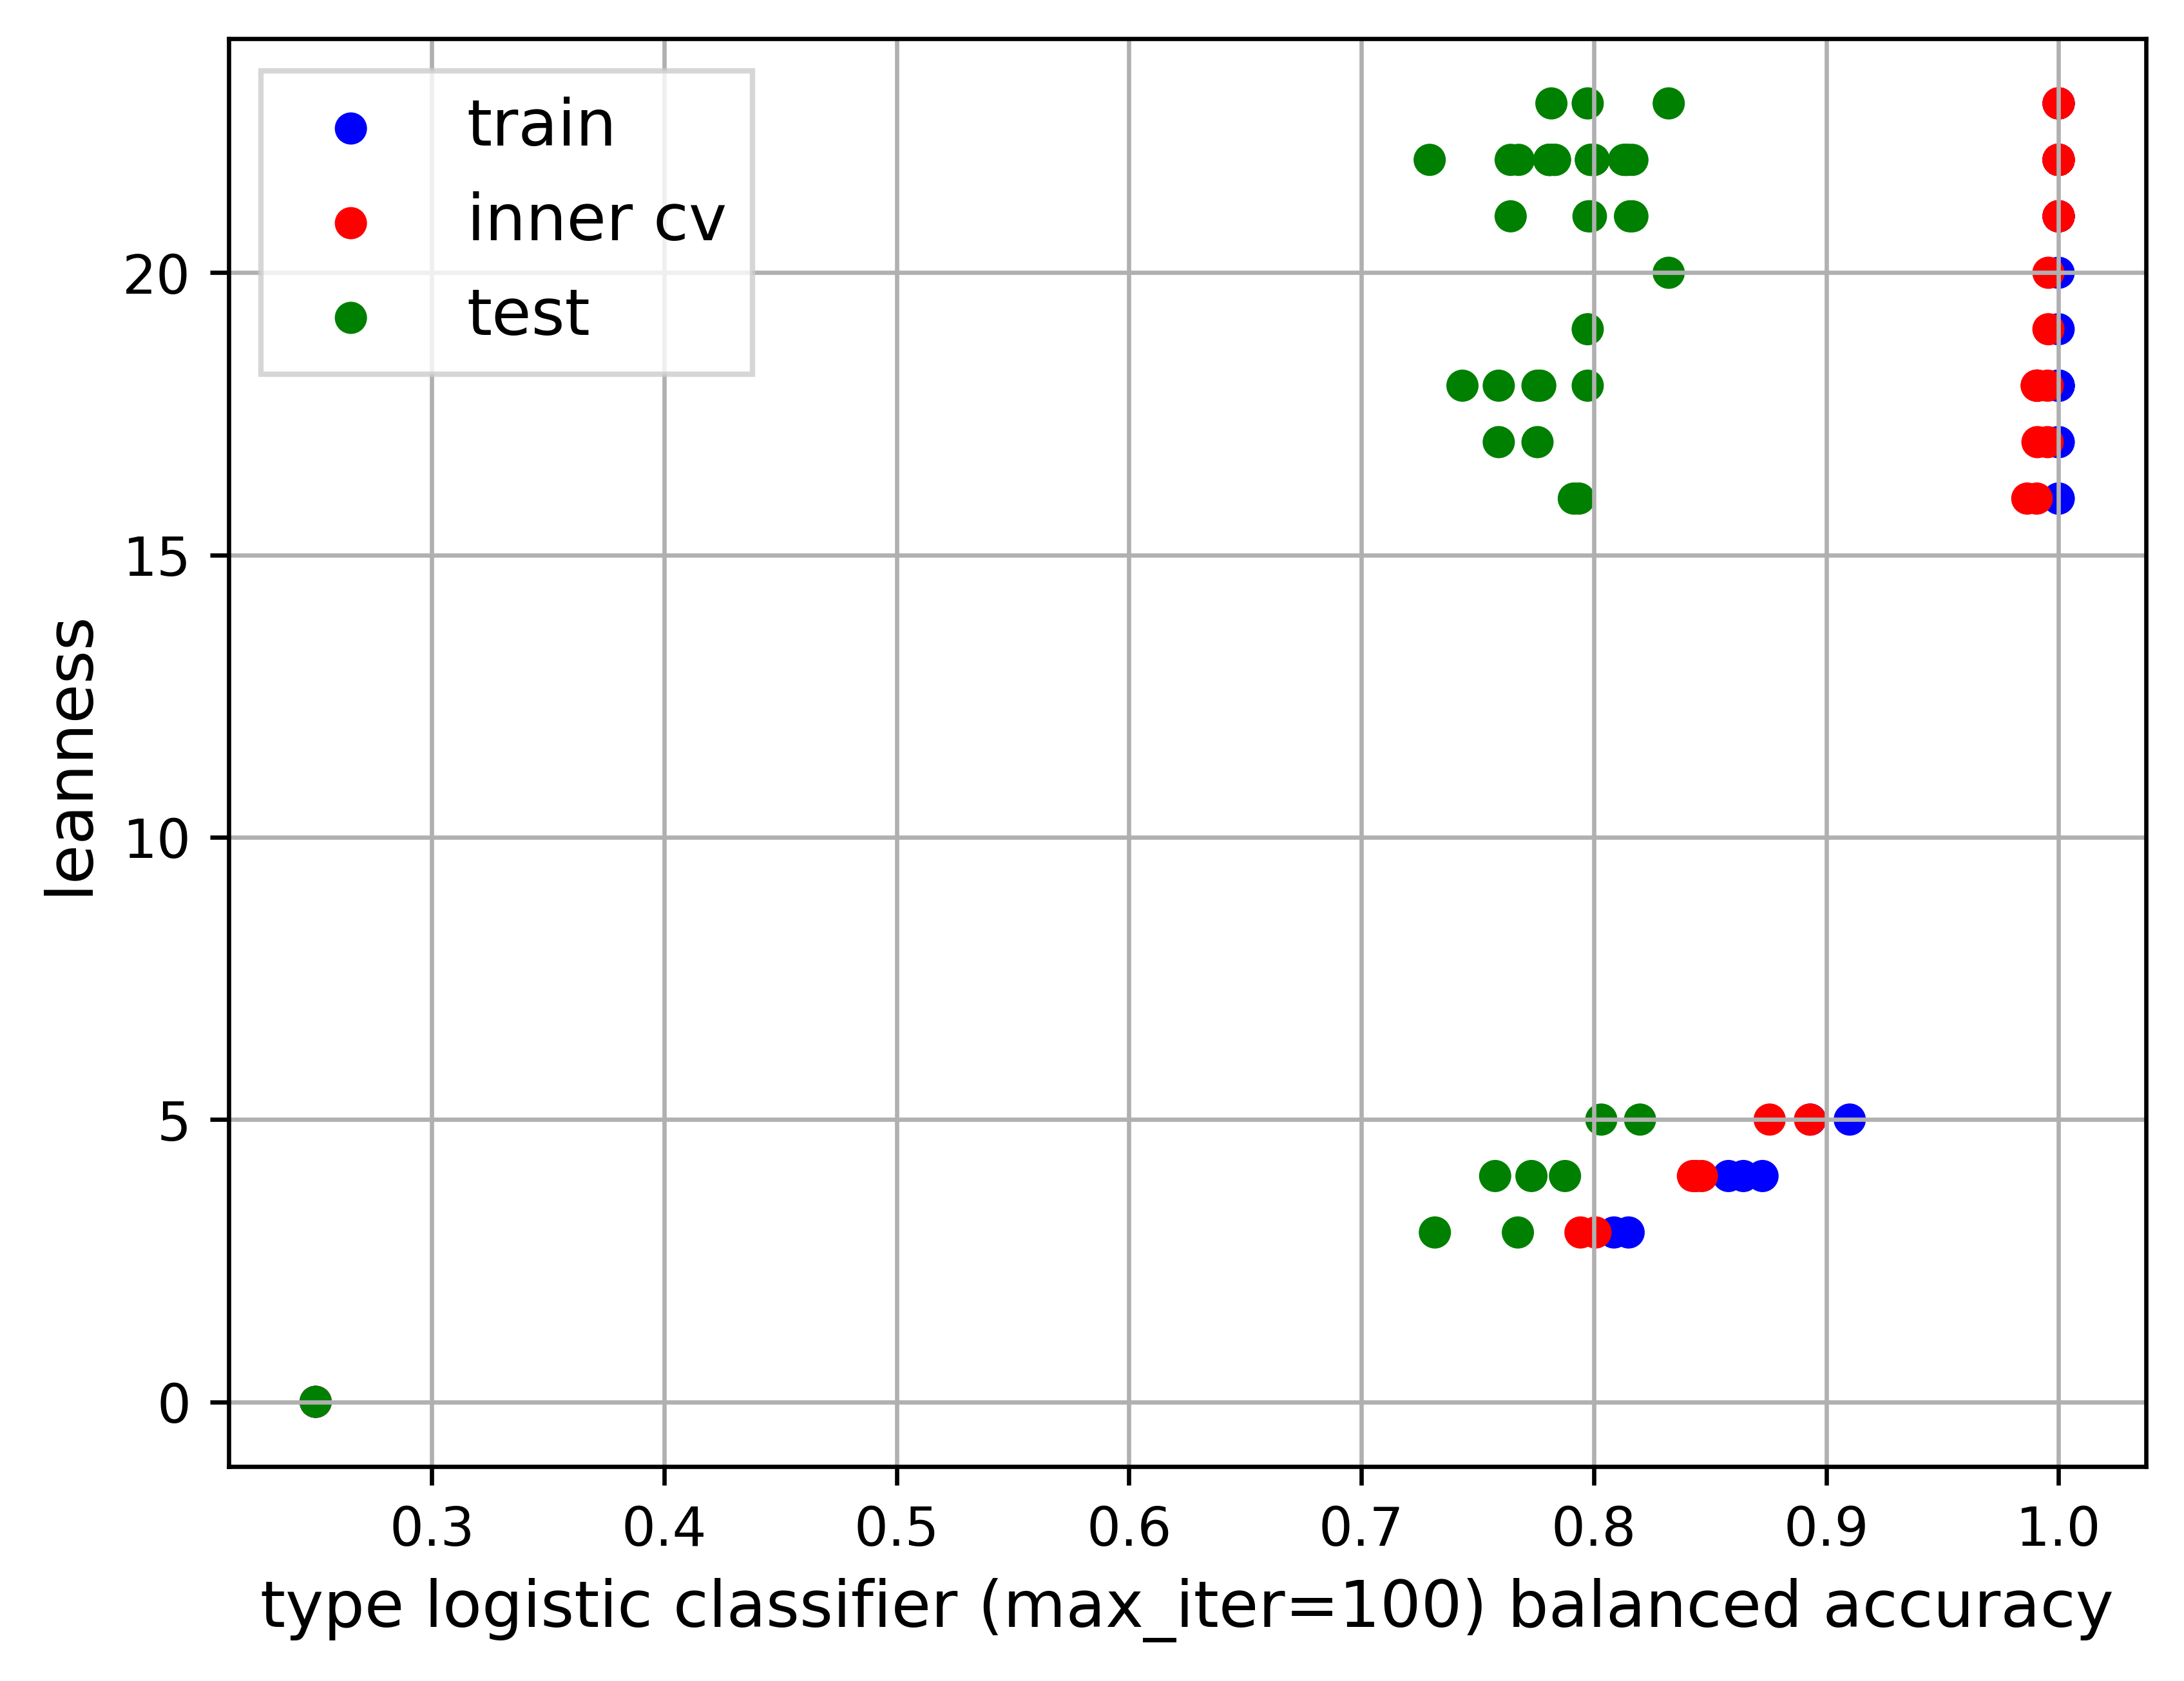 train
inner cv
test
20
15
10
5
0
leanness
0.3 0.4 0.5 0.6 0.7 0.8 0.9 1.0
type logistic classifier (max_iter=100) balanced accuracy